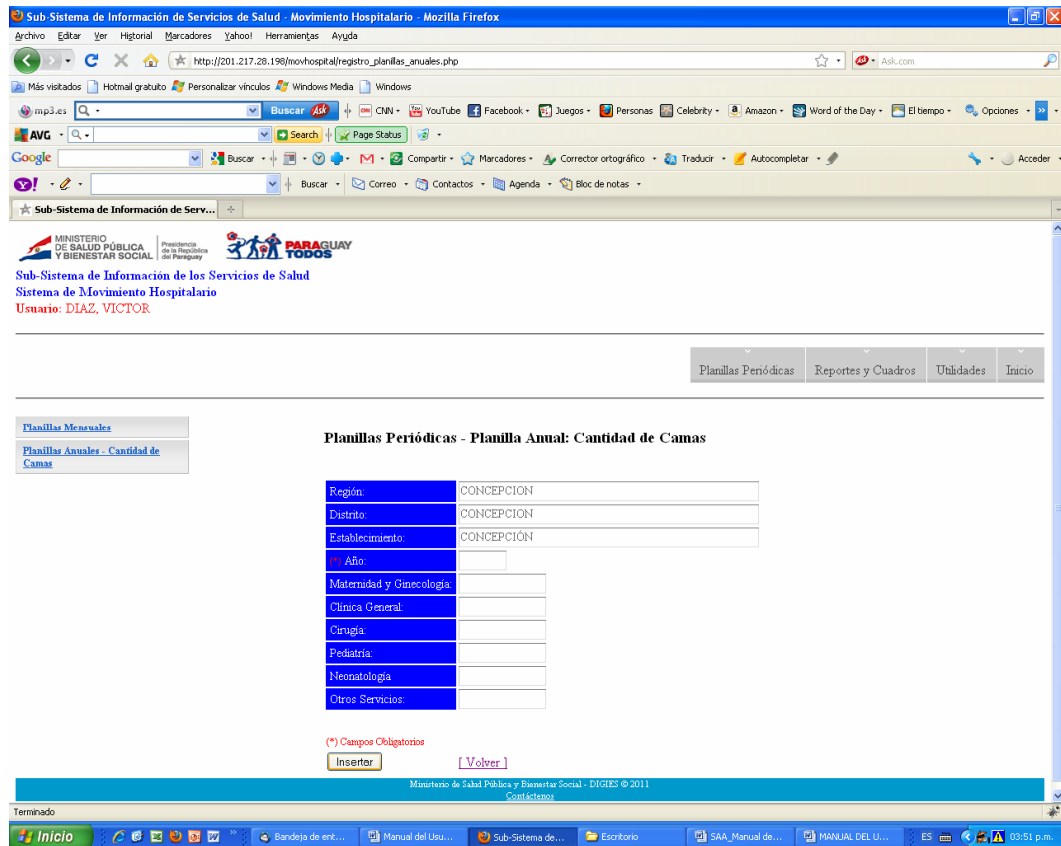 Sub-Sistema de Información de Servicios de Salud - Movimiento Hospitalario - Mozilla Firefox
Archivo Editar Ver Historial Marcadores Yahoo! Herramientas Ayuda
http://201.217.28.198/movhospital/registro_planillas_anuales.php
Ask.com
Más visitados Hotmail gratuito Personalizar vínculos Windows Media Windows
mp3.es Buscar Ask CNN YouTube Facebook Juegos Personas Celebrity Amazon Word of the Day El tiempo Opciones
AVG Search Page Status
Google Buscar Compartir Marcadores Corrector ortográfico Traducir Autocompletar Acceder
Y! Buscar Correo Contactos Agenda Bloc de notas
Sub-Sistema de Información de Serv...
MINISTERIO
DE SALUD PÚBLICA
Y BIENESTAR SOCIAL
Presidencia
de la República
del Paraguay
PARAGUAY
TODOS
Sub-Sistema de Información de los Servicios de Salud
Sistema de Movimiento Hospitalario
Usuario: DIAZ, VICTOR
Planillas Periódicas Reportes y Cuadros Utilidades Inicio
Planillas Mensuales
Planillas Anuales - Cantidad de
Camas
Planillas Periódicas - Planilla Anual: Cantidad de Camas
Región: CONCEPCION
Distrito: CONCEPCION
Establecimiento: CONCEPCIÓN
(*) Año:
Maternidad y Ginecología:
Clínica General:
Cirugía:
Pediatría:
Neonatología
Otros Servicios:
(*) Campos Obligatorios
Insertar [ Volver ]
Ministerio de Salud Pública y Bienestar Social - DIGIES © 2011
Contáctenos
Terminado
Inicio Bandeja de ent... Manual del Usu... Sub-Sistema de... Escritorio SAA_Manual de... MANUAL DEL U... ES 03:51 p.m.